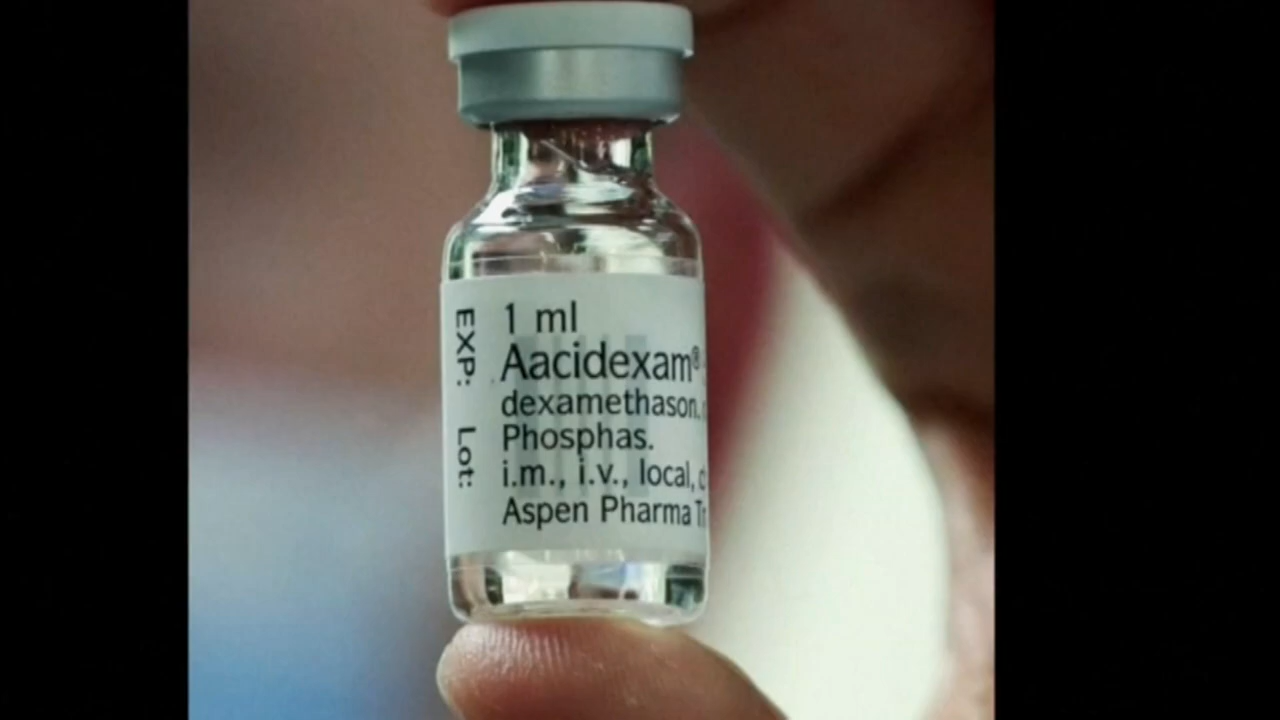 1 ml
Aacidexam®
dexamethason.
Phosphas.
i.m., i.v., local,
Aspen Pharma
EXP:
Lot: